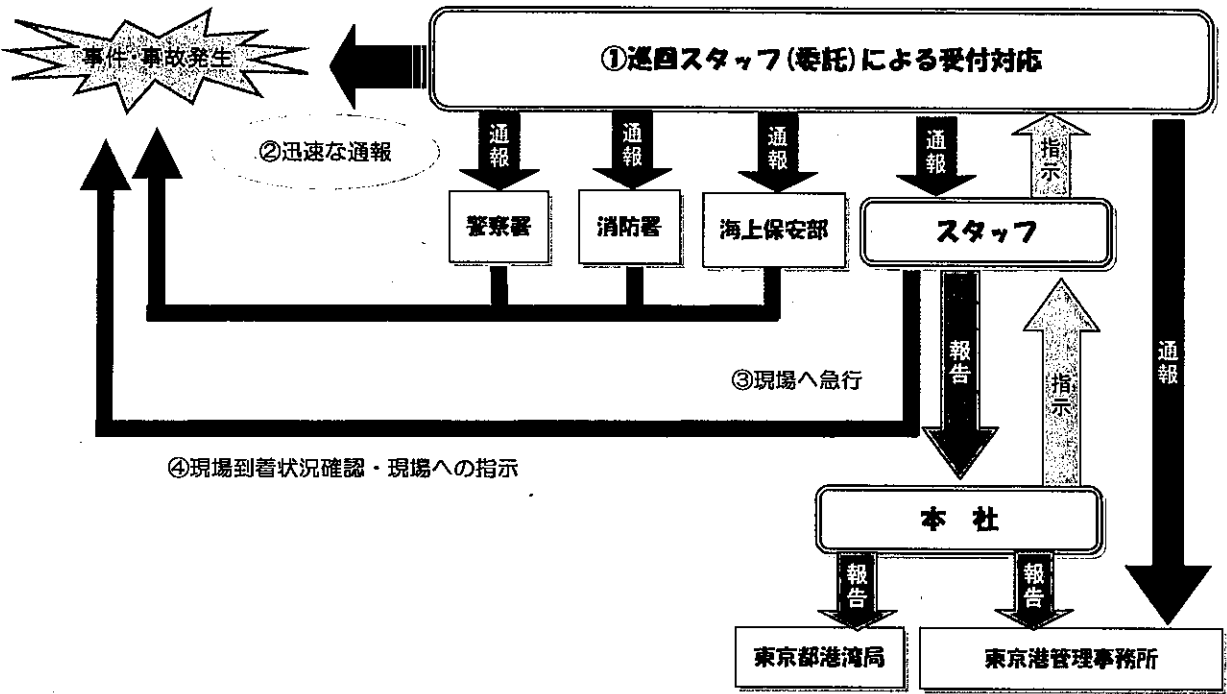 事件・事故発生
①巡回スタッフ(委託)による受付対応
②迅速な通報
通報
通報
通報
通報
指示
警察署
消防署
海上保安部
スタッフ
報告
指示
通報
③現場へ急行
④現場到着状況確認・現場への指示
本 社
報告
報告
東京都港湾局
東京港管理事務所